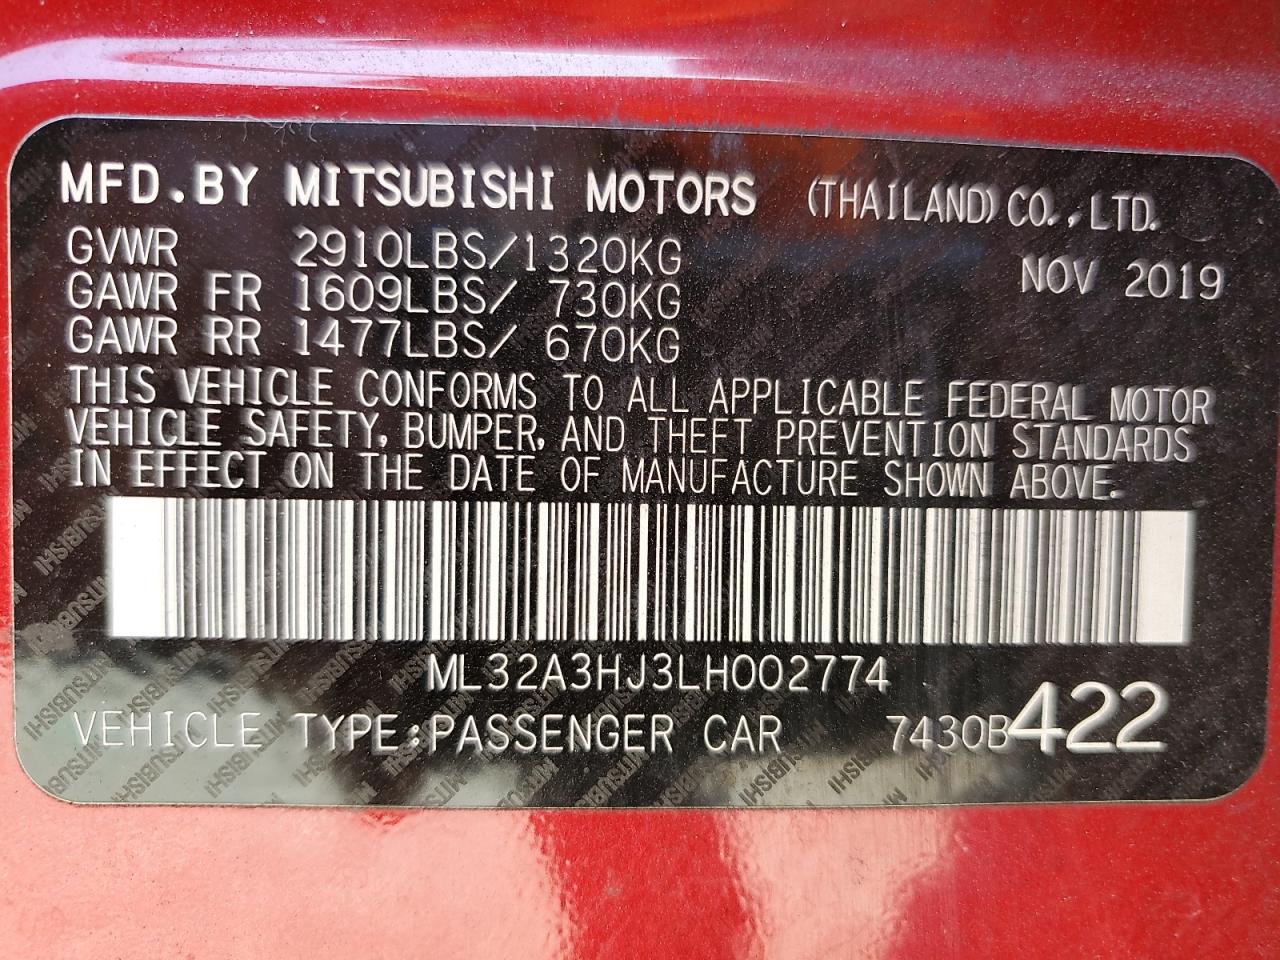 MFD.BY MITSUBISHI MOTORS (THAILAND) CO.,LTD.
GVWR 2910LBS/1320KG NOV 2019
GAWR FR 1609LBS/ 730KG
GAWR RR 1477LBS/ 670KG
THIS VEHICLE CONFORMS TO ALL APPLICABLE FEDERAL MOTOR
VEHICLE SAFETY, BUMPER, AND THEFT PREVENTION STANDARDS
IN EFFECT ON THE DATE OF MANUFACTURE SHOWN ABOVE.
ML32A3HJ3LH002774
VEHICLE TYPE:PASSENGER CAR 7430B422